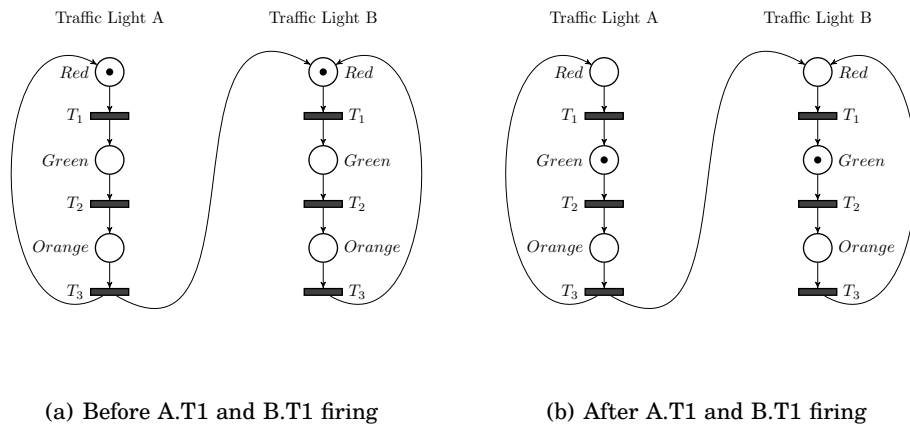 Traffic Light A
Traffic Light B
Red
Red
T1
T1
Green
Green
T2
T2
Orange
Orange
T3
T3
(a) Before A.T1 and B.T1 firing
Traffic Light A
Traffic Light B
Red
Red
T1
T1
Green
Green
T2
T2
Orange
Orange
T3
T3
(b) After A.T1 and B.T1 firing